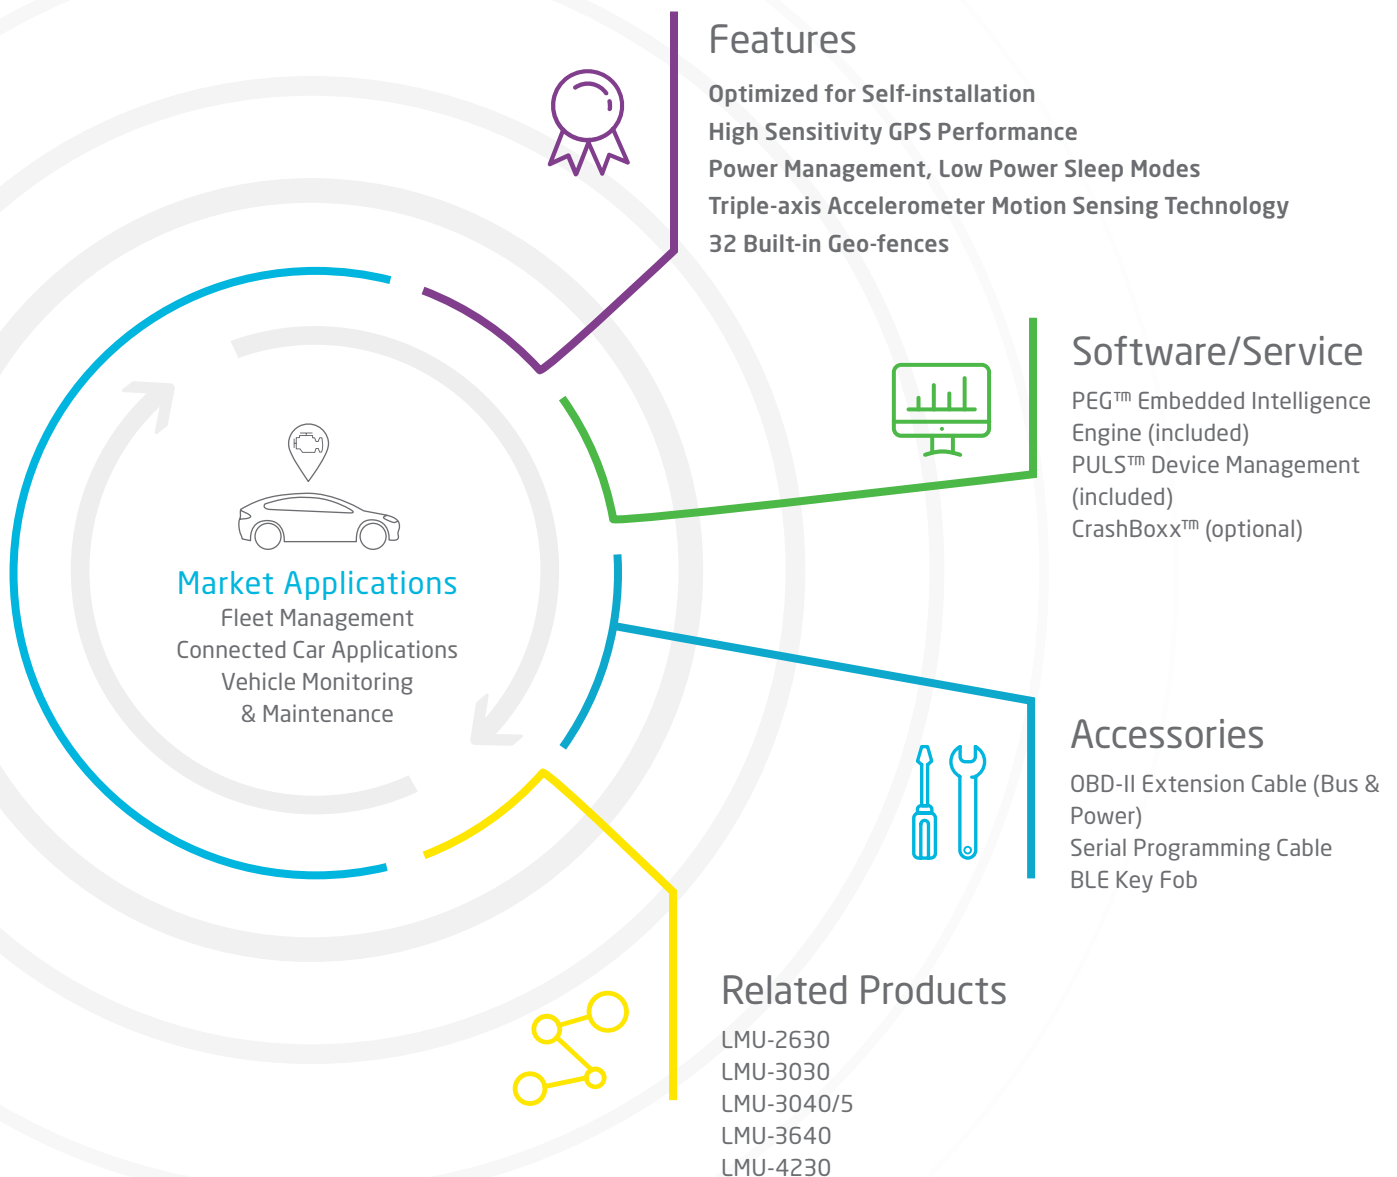 Features
Optimized for Self-installation
High Sensitivity GPS Performance
Power Management, Low Power Sleep Modes
Triple-axis Accelerometer Motion Sensing Technology
32 Built-in Geo-fences
Software/Service
PEG™ Embedded Intelligence
Engine (included)
PULS™ Device Management
(included)
CrashBoxx™ (optional)
Market Applications
Fleet Management
Connected Car Applications
Vehicle Monitoring
& Maintenance
Accessories
OBD-II Extension Cable (Bus &
Power)
Serial Programming Cable
BLE Key Fob
Related Products
LMU-2630
LMU-3030
LMU-3040/5
LMU-3640
LMU-4230